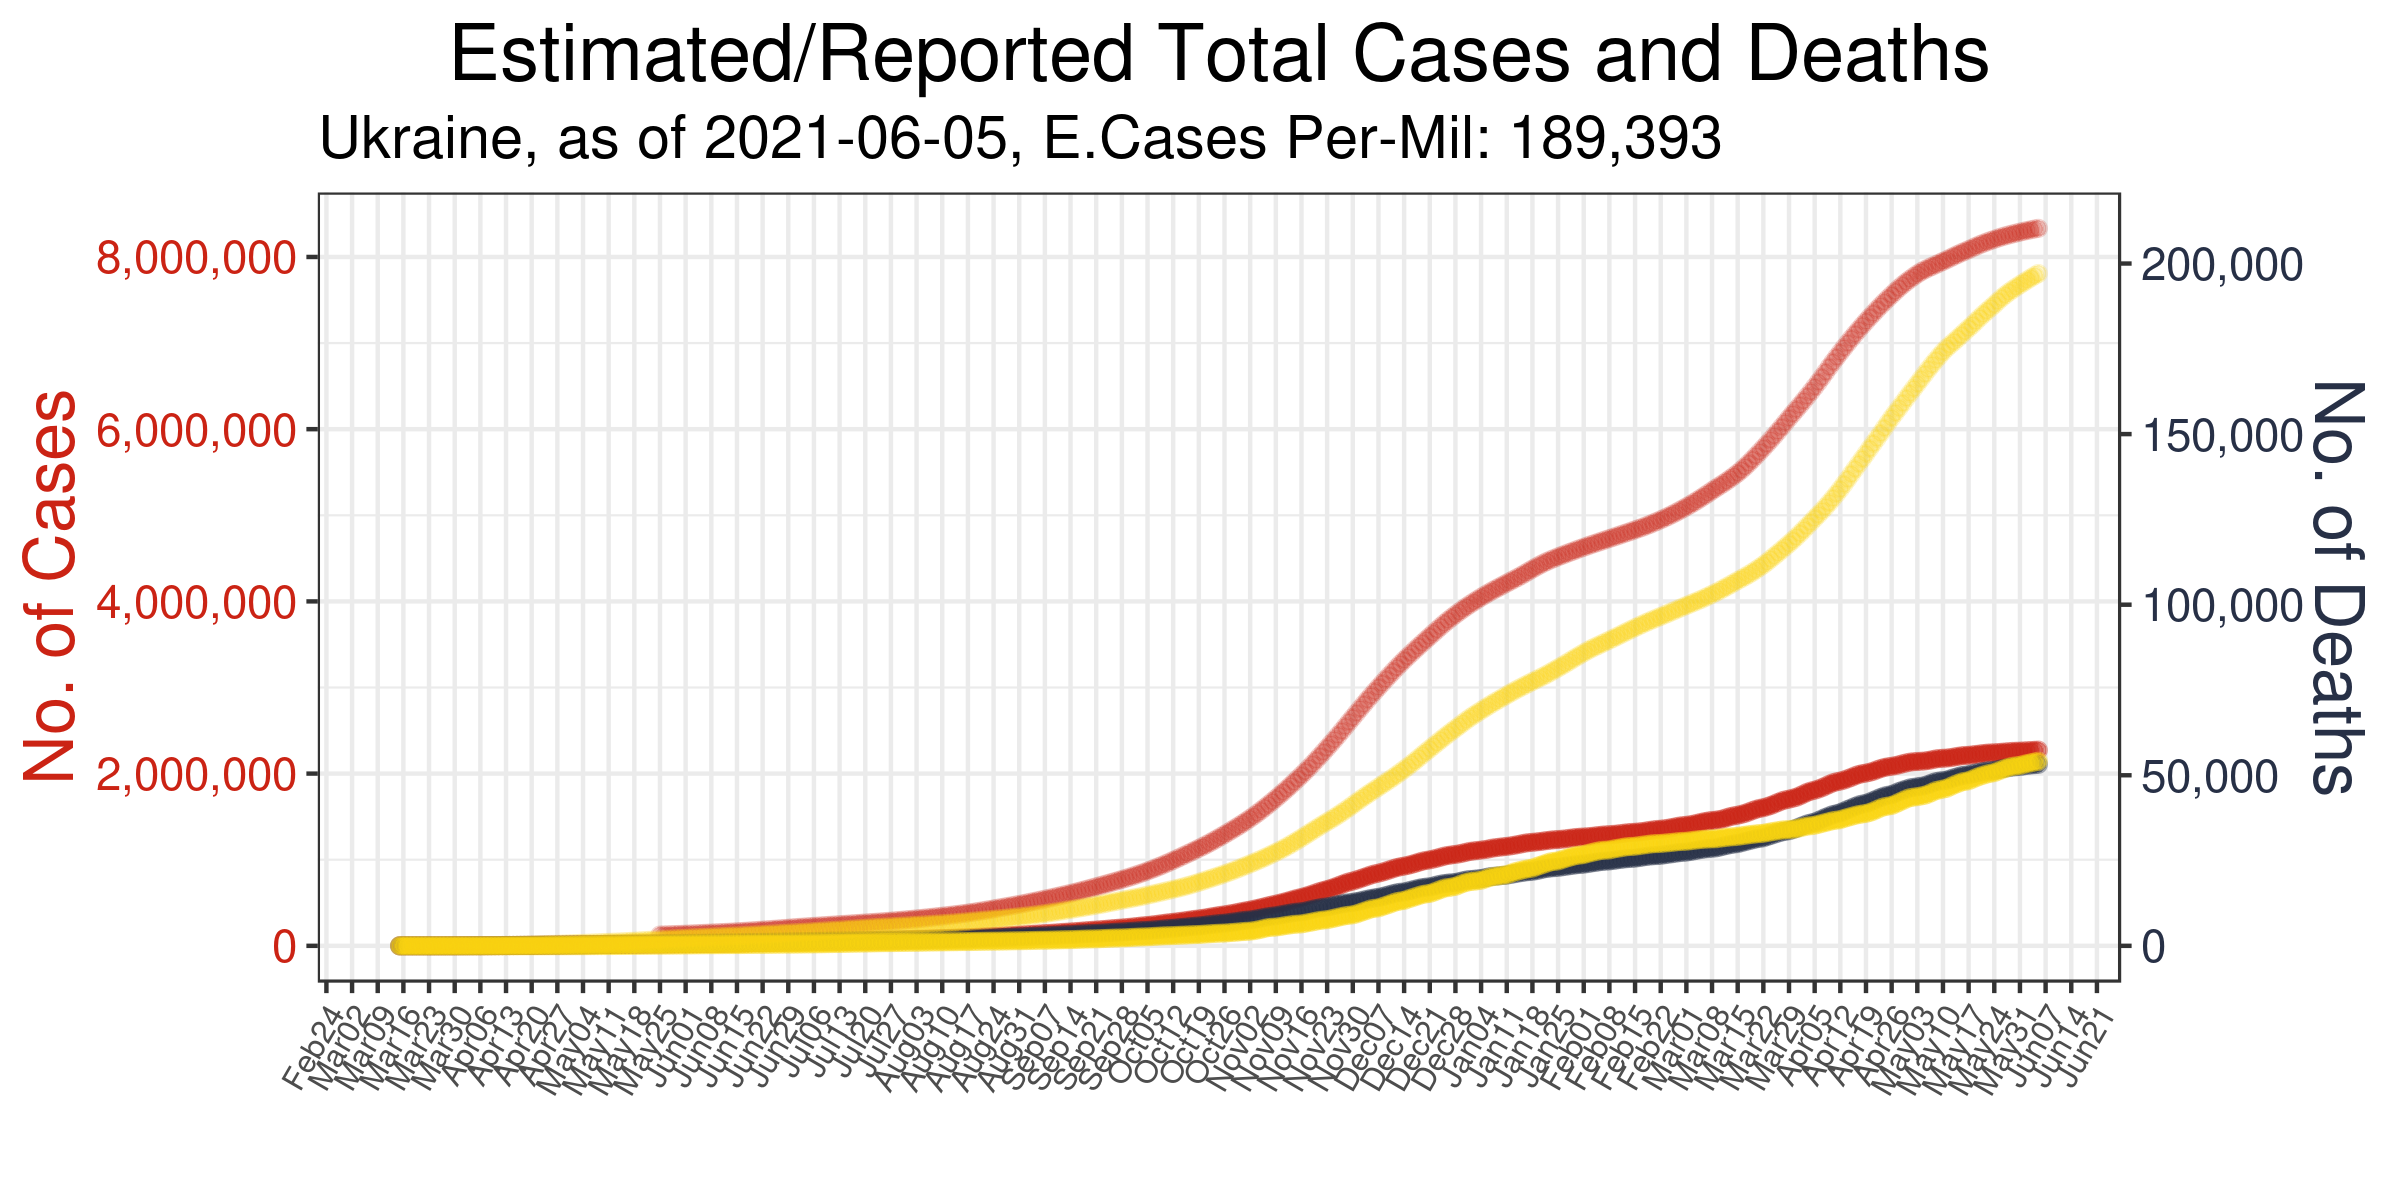 Estimated/Reported Total Cases and Deaths
Ukraine, as of 2021-06-05, E.Cases Per-Mil: 189,393
No. of Cases
8,000,000
6,000,000
4,000,000
2,000,000
0
200,000
150,000
100,000
50,000
0
No. of Deaths
Feb24
Mar02
Mar09
Mar16
Mar23
Mar30
Apr06
Apr13
Apr20
Apr27
May04
May11
May18
May25
Jun01
Jun08
Jun15
Jun22
Jun29
Jul06
Jul13
Jul20
Jul27
Aug03
Aug10
Aug17
Aug24
Aug31
Sep07
Sep14
Sep21
Sep28
Oct05
Oct12
Oct19
Oct26
Nov02
Nov09
Nov16
Nov23
Nov30
Dec07
Dec14
Dec21
Dec28
Jan04
Jan11
Jan18
Jan25
Feb01
Feb08
Feb15
Feb22
Mar01
Mar08
Mar15
Mar22
Mar29
Apr05
Apr12
Apr19
Apr26
May03
May10
May17
May24
May31
Jun07
Jun14
Jun21